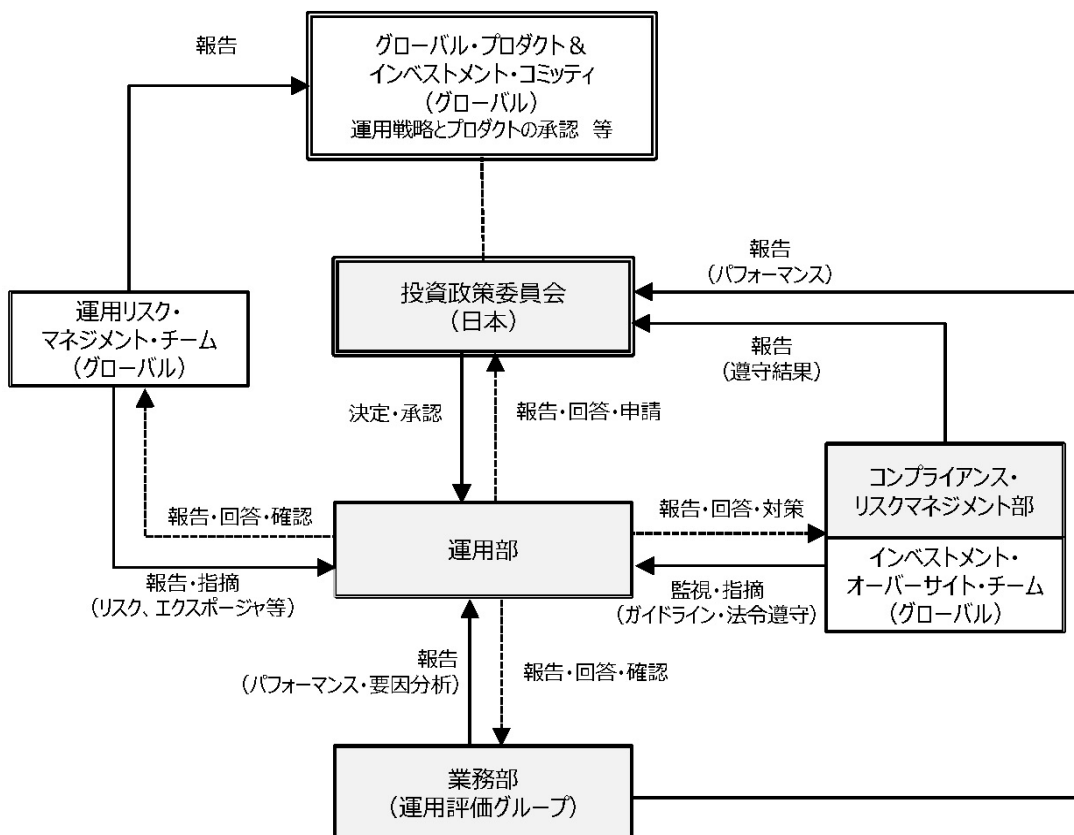 報告
グローバル・プロダクト＆
インベストメント・コミッティ
（グローバル）
運用戦略とプロダクトの承認 等
報告
（パフォーマンス）
投資政策委員会
（日本）
運用リスク・
マネジメント・チーム
（グローバル）
報告
（遵守結果）
決定・承認
報告・回答・申請
コンプライアンス・
リスクマネジメント部
報告・回答・確認
報告・回答・対策
運用部
インベストメント・
オーバーサイト・チーム
（グローバル）
報告・指摘
（リスク、エクスポージャ等）
監視・指摘
（ガイドライン・法令遵守）
報告
（パフォーマンス・要因分析）
報告・回答・確認
業務部
（運用評価グループ）